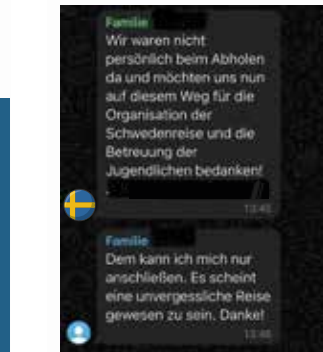 Familie
Wir waren nicht
persönlich beim Abholen
da und möchten uns nun
auf diesem Weg für die
Organisation der
Schwedenreise und die
Betreuung der
Jugendlichen bedanken!
13:45
Familie
Dem kann ich mich nur
anschließen. Es scheint
eine unvergessliche Reise
gewesen zu sein. Danke!
13:48